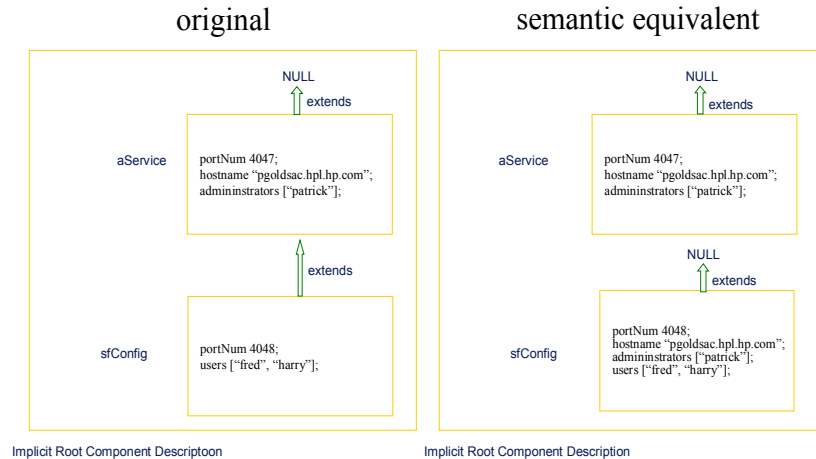 original
NULL
extends
aService
portNum 4047;
hostname “pgoldsac.hpl.hp.com”;
admininstrators [“patrick”];
extends
sfConfig
portNum 4048;
users [“fred”, “harry”];
Implicit Root Component Descriptoon
semantic equivalent
NULL
extends
aService
portNum 4047;
hostname “pgoldsac.hpl.hp.com”;
admininstrators [“patrick”];
NULL
extends
sfConfig
portNum 4048;
hostname “pgoldsac.hpl.hp.com”;
admininstrators [“patrick”];
users [“fred”, “harry”];
Implicit Root Component Description